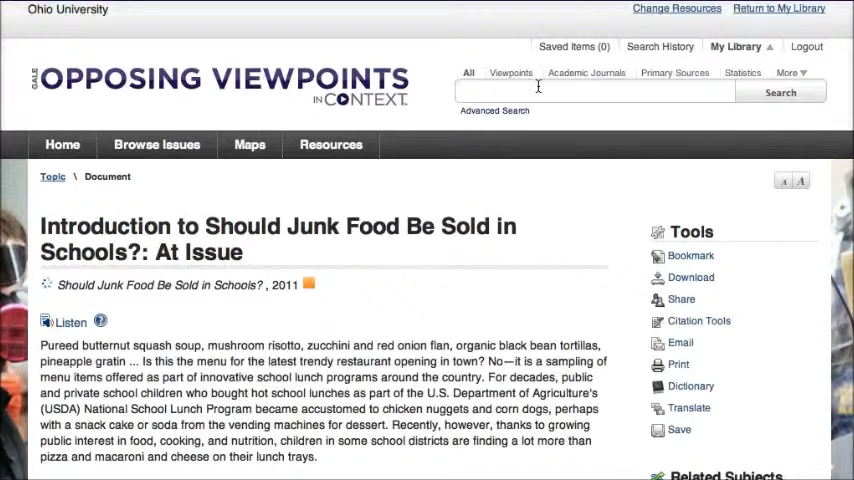 Ohio University
Change Resources Return to My Library
Saved Items (0) Search History My Library Logout
GALE OPPOSING VIEWPOINTS
IN CONTEXT
All Viewpoints Academic Journals Primary Sources Statistics More
Search
Advanced Search
Home Browse Issues Maps Resources
Topic \ Document
A A
Introduction to Should Junk Food Be Sold in
Schools?: At Issue
Should Junk Food Be Sold in Schools? , 2011
Listen ?
Pureed butternut squash soup, mushroom risotto, zucchini and red onion flan, organic black bean tortillas,
pineapple gratin ... Is this the menu for the latest trendy restaurant opening in town? No—it is a sampling of
menu items offered as part of innovative school lunch programs around the country. For decades, public
and private school children who bought hot school lunches as part of the U.S. Department of Agriculture's
(USDA) National School Lunch Program became accustomed to chicken nuggets and corn dogs, perhaps
with a snack cake or soda from the vending machines for dessert. Recently, however, thanks to growing
public interest in food, cooking, and nutrition, children in some school districts are finding a lot more than
pizza and macaroni and cheese on their lunch trays.
Tools
Bookmark
Download
Share
Citation Tools
Email
Print
Dictionary
Translate
Save
Related Subjects